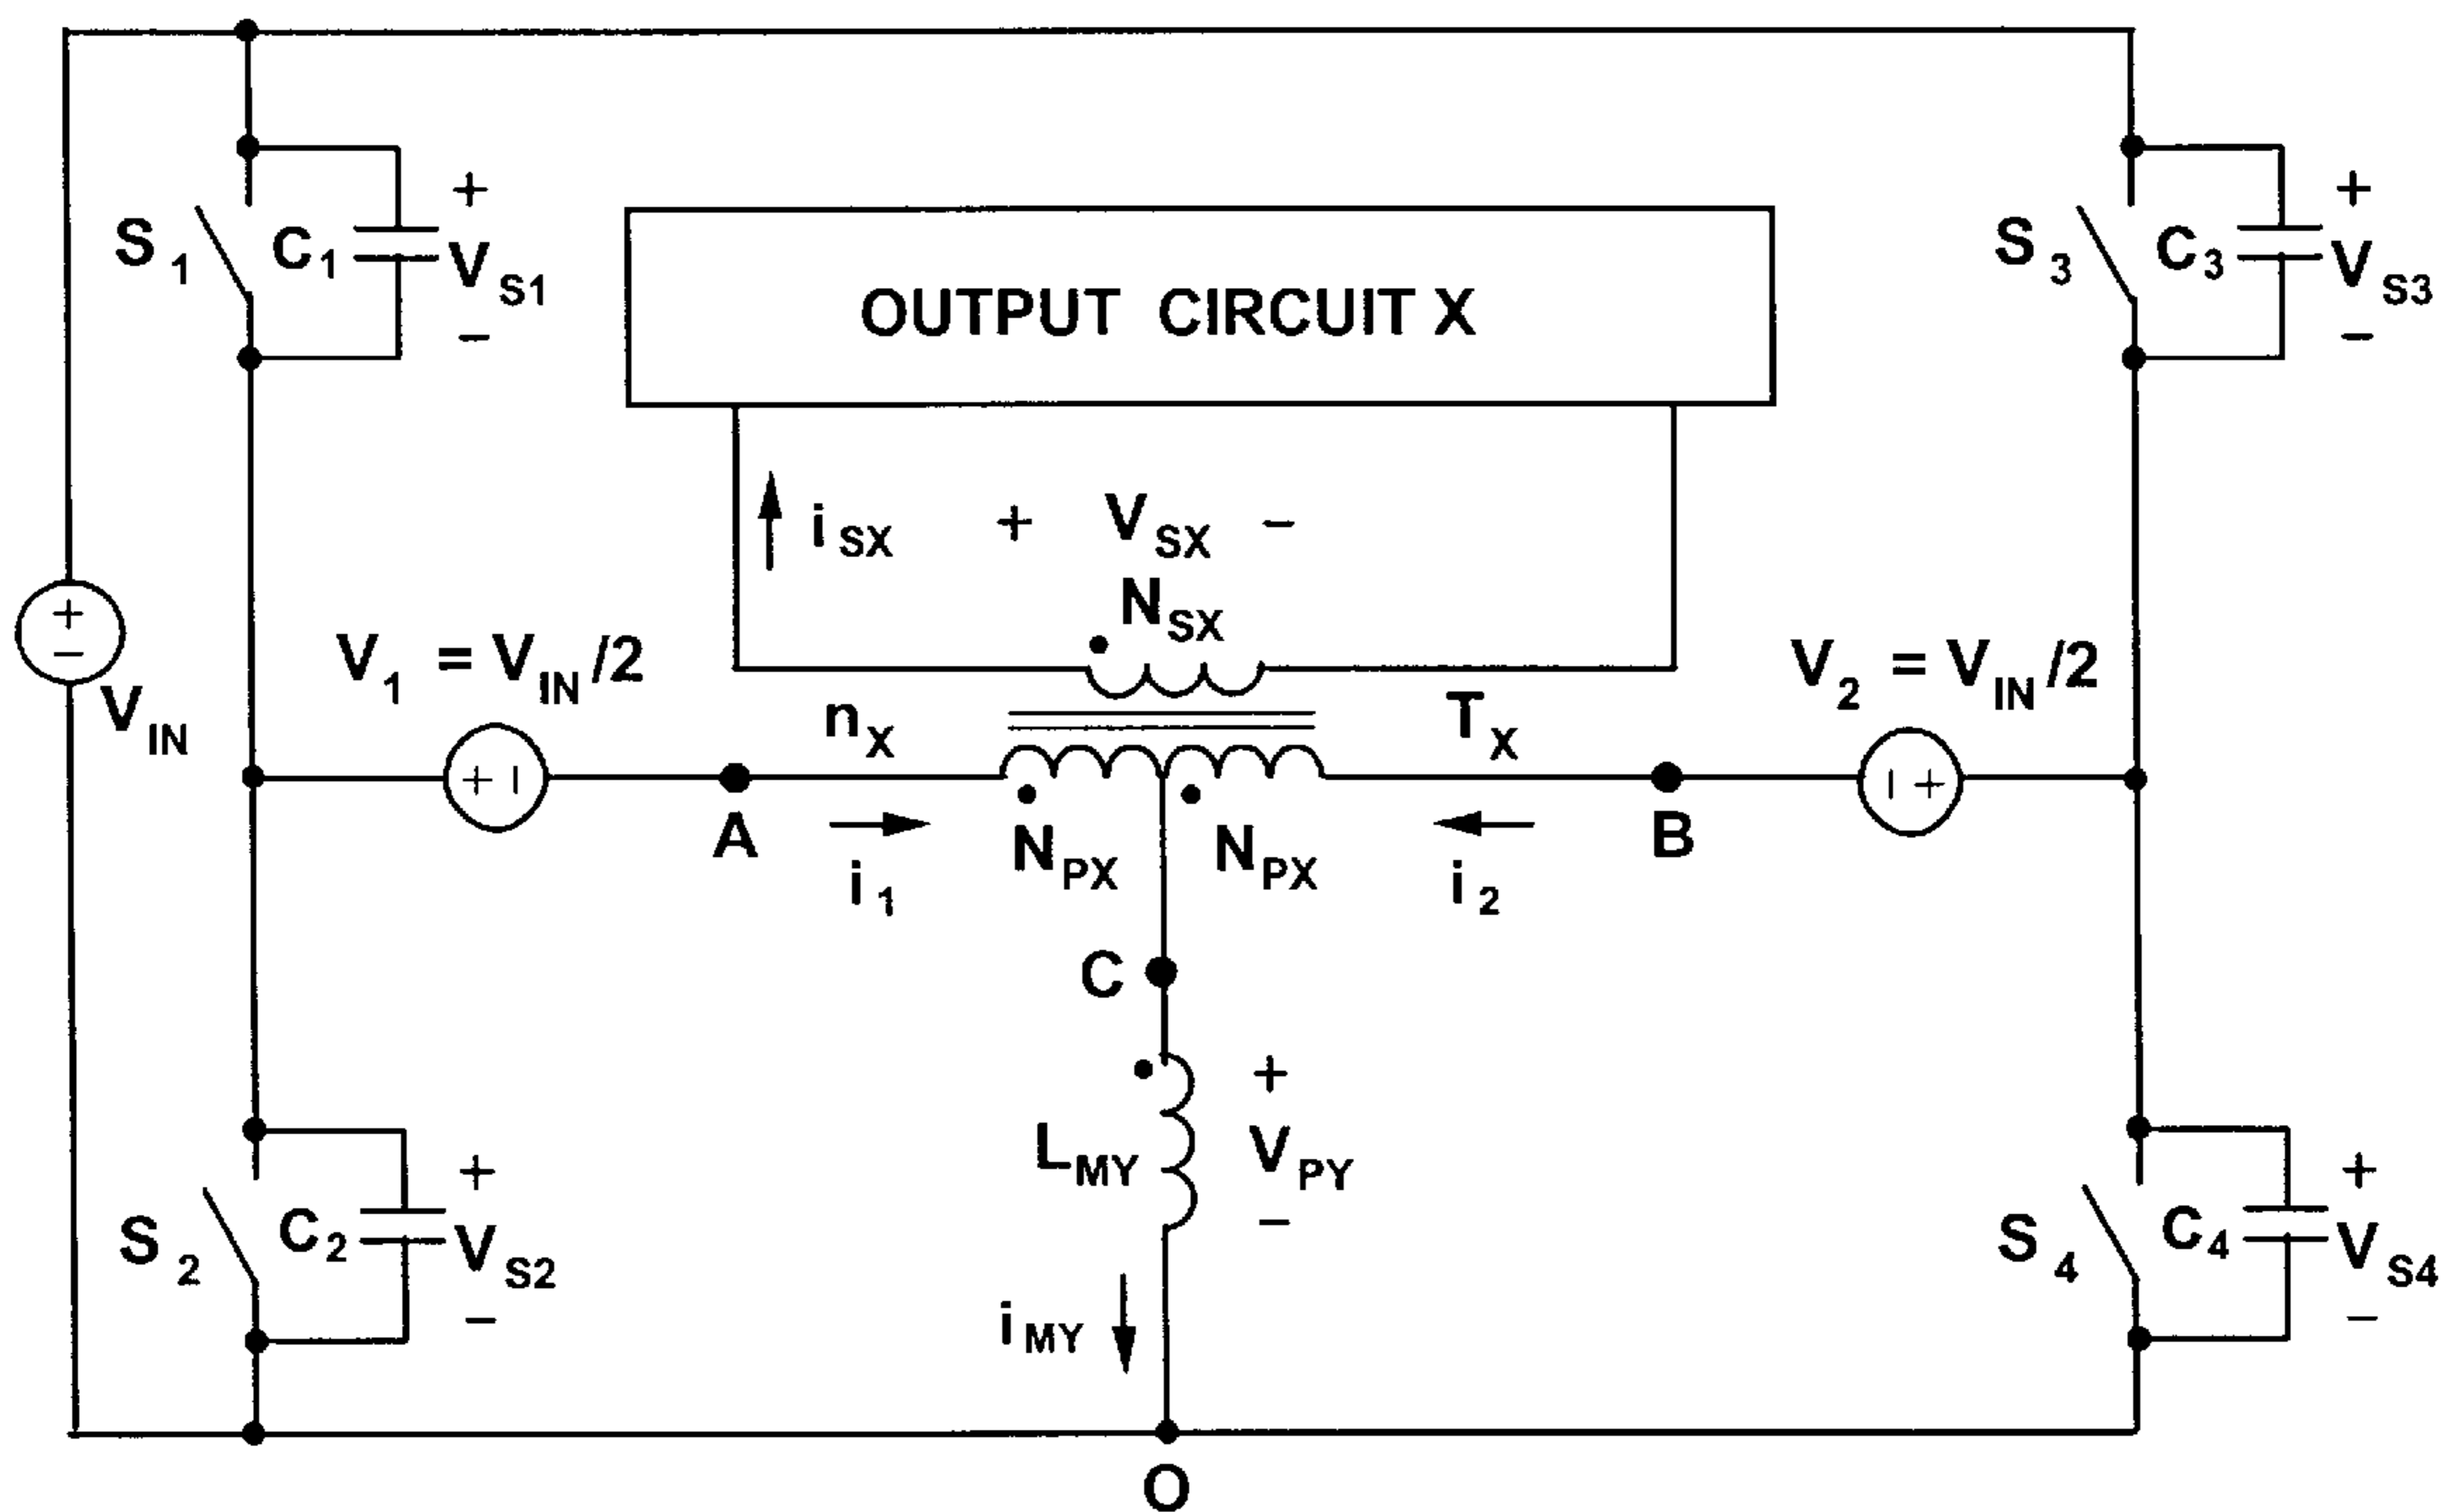 S1
C1
+
VS1
−
S3
C3
+
VS3
−
OUTPUT CIRCUIT X
iSX
+ VSX −
NSX
+
−
VIN
V1 = VIN/2
V2 = VIN/2
nX
TX
+ −
− +
A
B
i1
NPX
NPX
i2
C
LMY
+
VPY
−
iMY
S2
C2
+
VS2
−
S4
C4
+
VS4
−
O